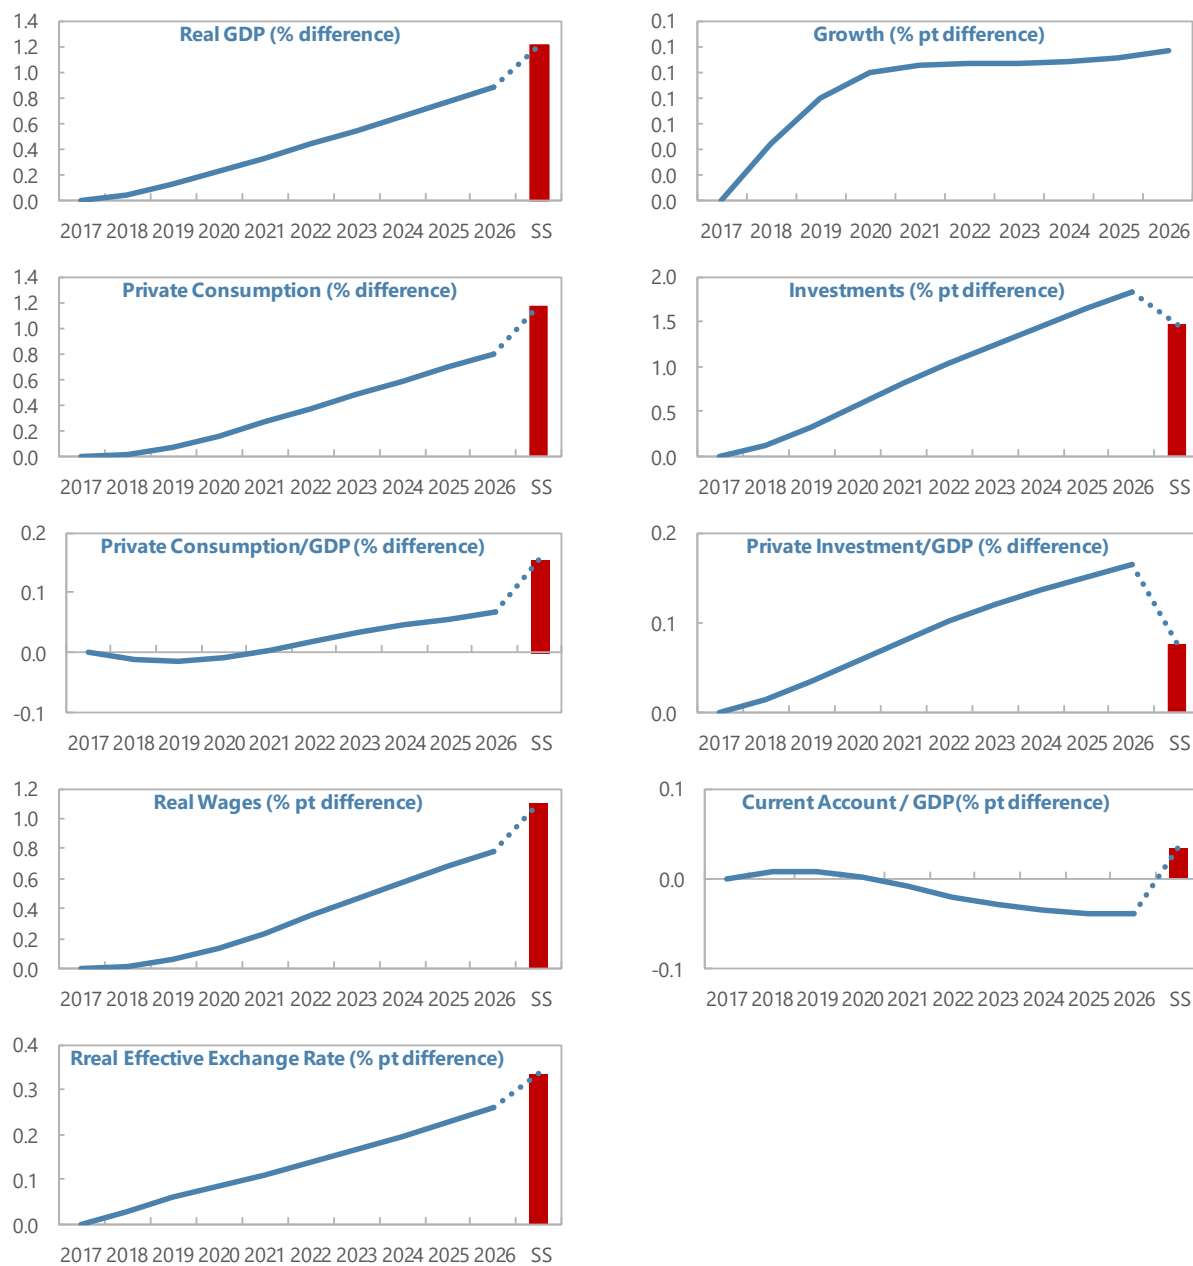 Real GDP (% difference)
1.4
1.2
1.0
0.8
0.6
0.4
0.2
0.0
2017 2018 2019 2020 2021 2022 2023 2024 2025 2026 SS
Growth (% pt difference)
0.1
0.1
0.1
0.1
0.1
0.0
0.0
0.0
2017 2018 2019 2020 2021 2022 2023 2024 2025 2026
Private Consumption (% difference)
1.4
1.2
1.0
0.8
0.6
0.4
0.2
0.0
2017 2018 2019 2020 2021 2022 2023 2024 2025 2026 SS
Investments (% pt difference)
2.0
1.5
1.0
0.5
0.0
2017 2018 2019 2020 2021 2022 2023 2024 2025 2026 SS
Private Consumption/GDP (% difference)
0.2
0.1
0.0
-0.1
2017 2018 2019 2020 2021 2022 2023 2024 2025 2026 SS
Private Investment/GDP (% difference)
0.2
0.1
0.0
2017 2018 2019 2020 2021 2022 2023 2024 2025 2026 SS
Real Wages (% pt difference)
1.2
1.0
0.8
0.6
0.4
0.2
0.0
2017 2018 2019 2020 2021 2022 2023 2024 2025 2026 SS
Current Account / GDP(% pt difference)
0.1
0.0
-0.1
2017 2018 2019 2020 2021 2022 2023 2024 2025 2026 SS
Rreal Effective Exchange Rate (% pt difference)
0.4
0.3
0.2
0.1
0.0
2017 2018 2019 2020 2021 2022 2023 2024 2025 2026 SS